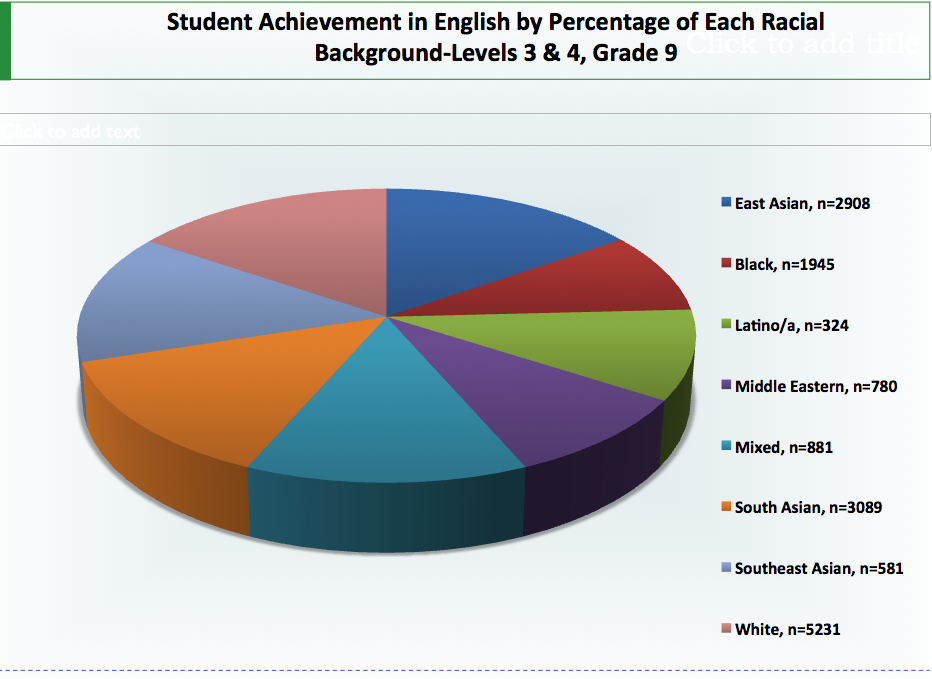 Student Achievement in English by Percentage of Each Racial
Background-Levels 3 & 4, Grade 9
Click to add title
Click to add text
East Asian, n=2908
Black, n=1945
Latino/a, n=324
Middle Eastern, n=780
Mixed, n=881
South Asian, n=3089
Southeast Asian, n=581
White, n=5231